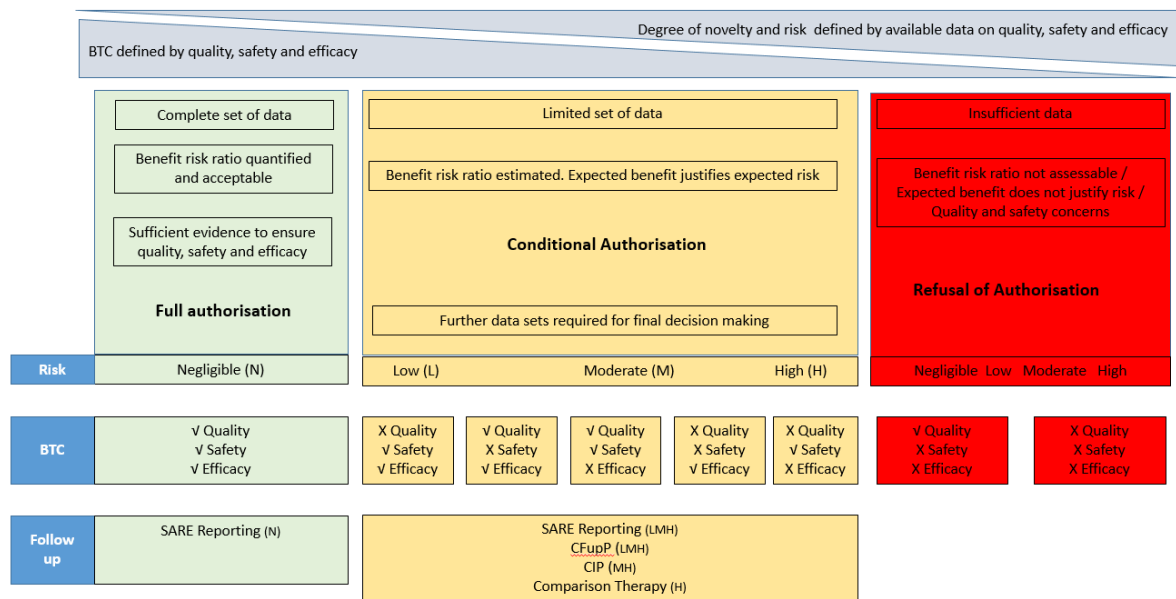 Degree of novelty and risk defined by available data on quality, safety and efficacy
BTC defined by quality, safety and efficacy
Complete set of data
Benefit risk ratio quantified
and acceptable
Sufficient evidence to ensure
quality, safety and efficacy
Full authorisation
Limited set of data
Benefit risk ratio estimated. Expected benefit justifies expected risk
Conditional Authorisation
Further data sets required for final decision making
Insufficient data
Benefit risk ratio not assessable /
Expected benefit does not justify risk /
Quality and safety concerns
Refusal of Authorisation
Risk
Negligible (N)
Low (L)
Moderate (M)
High (H)
Negligible Low Moderate High
BTC
√ Quality
√ Safety
√ Efficacy
X Quality
√ Safety
√ Efficacy
√ Quality
X Safety
√ Efficacy
√ Quality
√ Safety
X Efficacy
X Quality
X Safety
√ Efficacy
X Quality
√ Safety
X Efficacy
√ Quality
X Safety
X Efficacy
X Quality
X Safety
X Efficacy
Follow
up
SARE Reporting (N)
SARE Reporting (LMH)
CFupP (LMH)
CIP (MH)
Comparison Therapy (H)